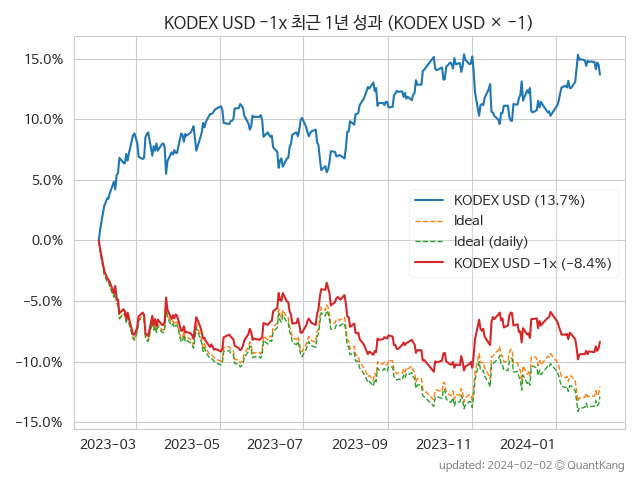 KODEX USD -1x 최근 1년 성과 (KODEX USD × -1)
15.0%
10.0%
5.0%
0.0%
-5.0%
-10.0%
-15.0%
KODEX USD (13.7%)
Ideal
Ideal (daily)
KODEX USD -1x (-8.4%)
2023-03 2023-05 2023-07 2023-09 2023-11 2024-01
updated: 2024-02-02 © QuantKang